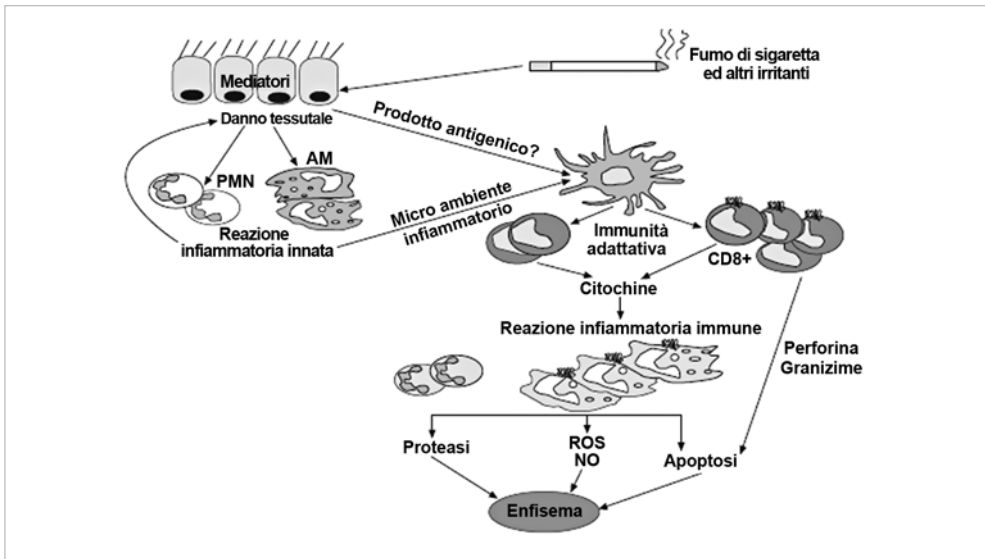 Fumo di sigaretta
ed altri irritanti
Mediatori
Danno tessutale
Prodotto antigenico?
AM
PMN
Micro ambiente
infiammatorio
Reazione
infiammatoria innata
Immunità
adattativa
CD8+
Citochine
Reazione infiammatoria immune
Perforina
Granizime
Proteasi
ROS
NO
Apoptosi
Enfisema